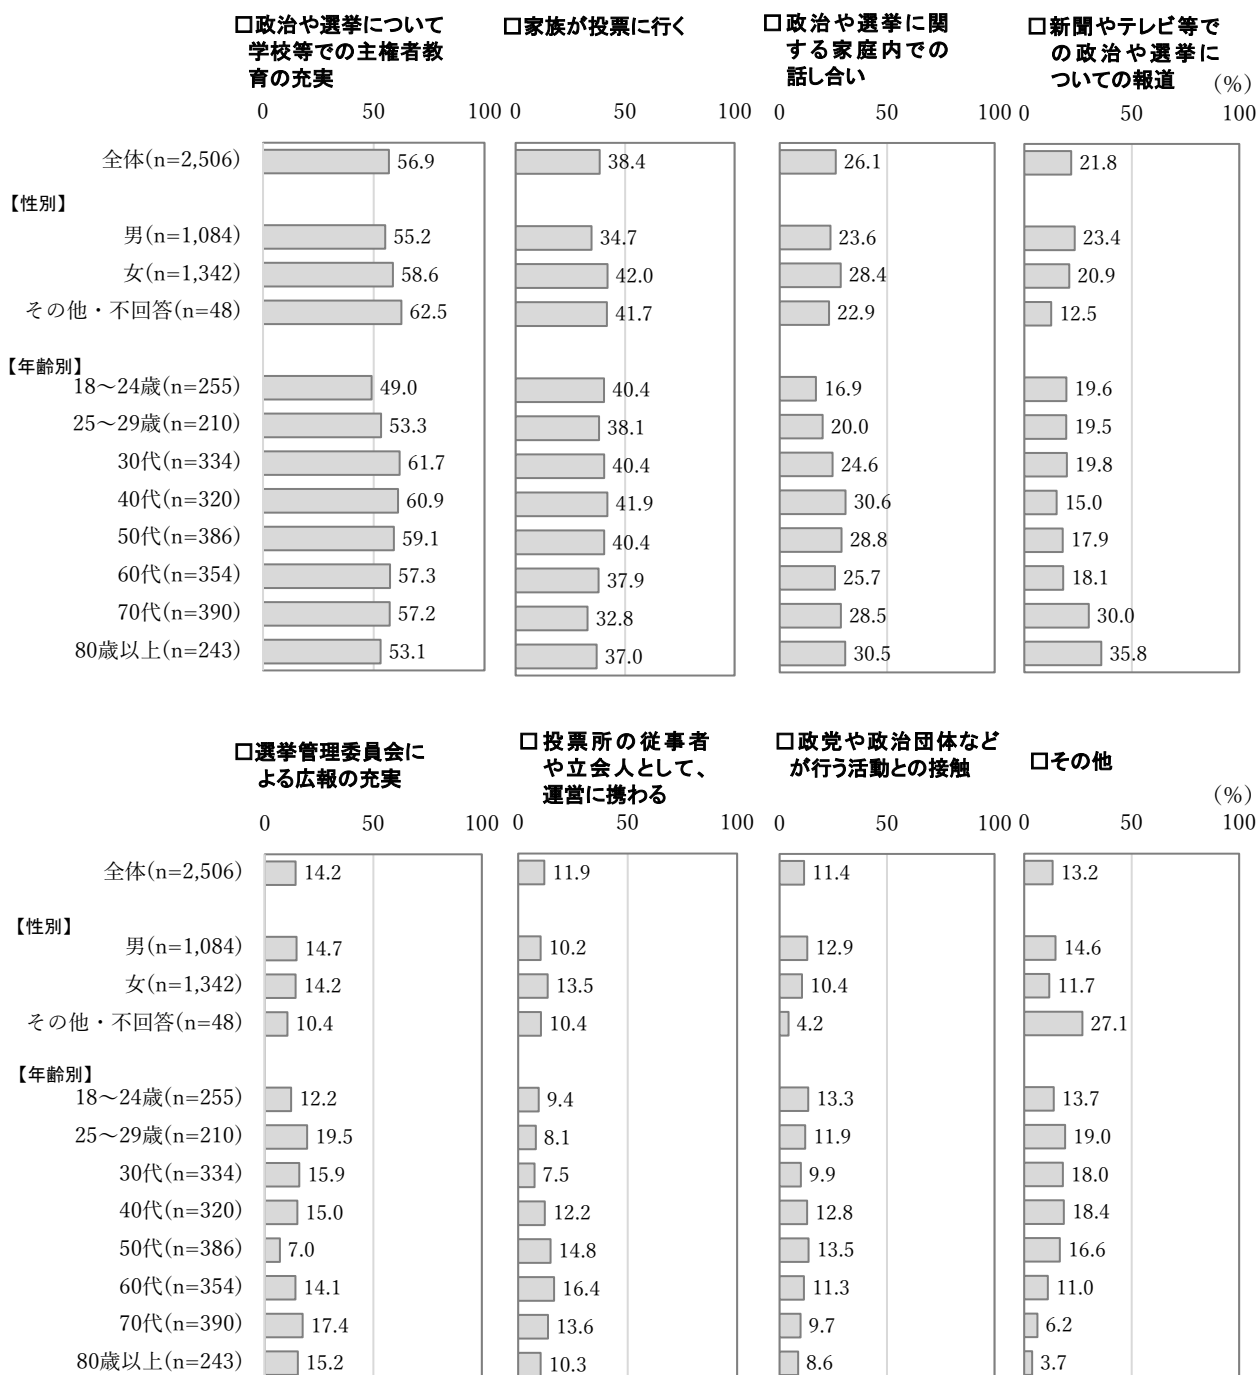 □政治や選挙について
学校等での主権者教
育の充実
□家族が投票に行く
□政治や選挙に関
する家庭内での
話し合い
□新聞やテレビ等で
の政治や選挙に
ついての報道
(%)
0 50 100 0 50 100 0 50 100 0 50 100
全体(n=2,506) 56.9 38.4 26.1 21.8
【性別】
男(n=1,084) 55.2 34.7 23.6 23.4
女(n=1,342) 58.6 42.0 28.4 20.9
その他・不回答(n=48) 62.5 41.7 22.9 12.5
【年齢別】
18～24歳(n=255) 49.0 40.4 16.9 19.6
25～29歳(n=210) 53.3 38.1 20.0 19.5
30代(n=334) 61.7 40.4 24.6 19.8
40代(n=320) 60.9 41.9 30.6 15.0
50代(n=386) 59.1 40.4 28.8 17.9
60代(n=354) 57.3 37.9 25.7 18.1
70代(n=390) 57.2 32.8 28.5 30.0
80歳以上(n=243) 53.1 37.0 30.5 35.8
□選挙管理委員会に
よる広報の充実
□投票所の従事者
や立会人として、
運営に携わる
□政党や政治団体など
が行う活動との接触
□その他
(%)
0 50 100 0 50 100 0 50 100 0 50 100
全体(n=2,506) 14.2 11.9 11.4 13.2
【性別】
男(n=1,084) 14.7 10.2 12.9 14.6
女(n=1,342) 14.2 13.5 10.4 11.7
その他・不回答(n=48) 10.4 10.4 4.2 27.1
【年齢別】
18～24歳(n=255) 12.2 9.4 13.3 13.7
25～29歳(n=210) 19.5 8.1 11.9 19.0
30代(n=334) 15.9 7.5 9.9 18.0
40代(n=320) 15.0 12.2 12.8 18.4
50代(n=386) 7.0 14.8 13.5 16.6
60代(n=354) 14.1 16.4 11.3 11.0
70代(n=390) 17.4 13.6 9.7 6.2
80歳以上(n=243) 15.2 10.3 8.6 3.7